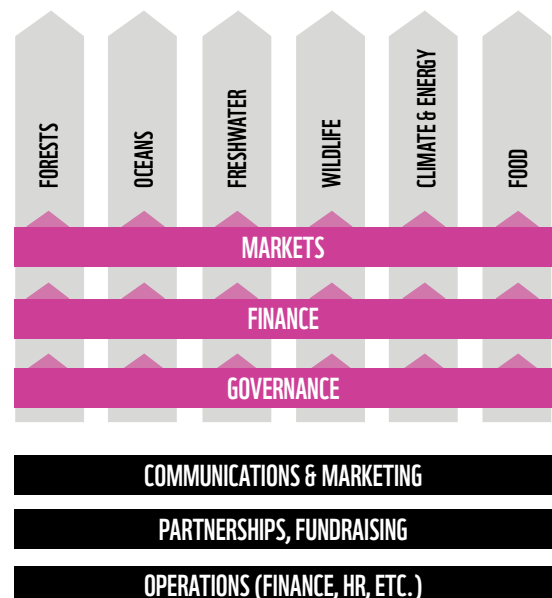 FORESTS
OCEANS
FRESHWATER
WILDLIFE
CLIMATE & ENERGY
FOOD
MARKETS
FINANCE
GOVERNANCE
COMMUNICATIONS & MARKETING
PARTNERSHIPS, FUNDRAISING
OPERATIONS (FINANCE, HR, ETC.)